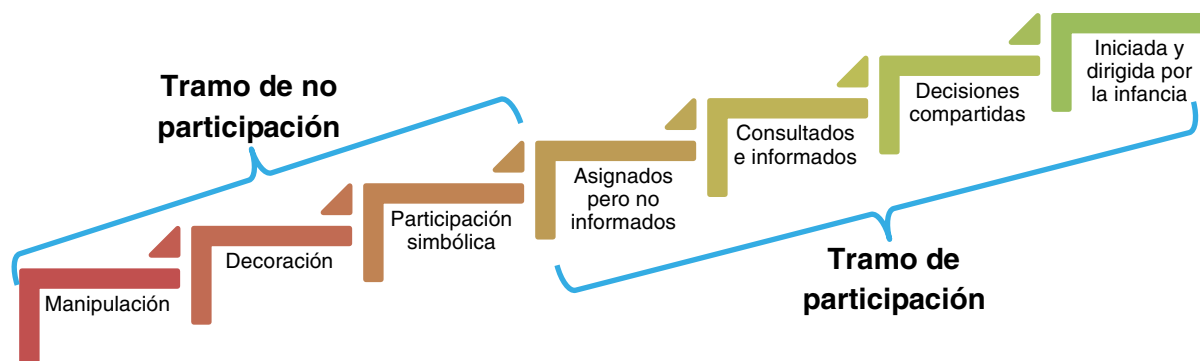 Tramo de no
participación
Manipulación
Decoración
Participación
simbólica
Asignados
pero no
informados
Consultados
e informados
Decisiones
compartidas
Iniciada y
dirigida por
la infancia
Tramo de
participación